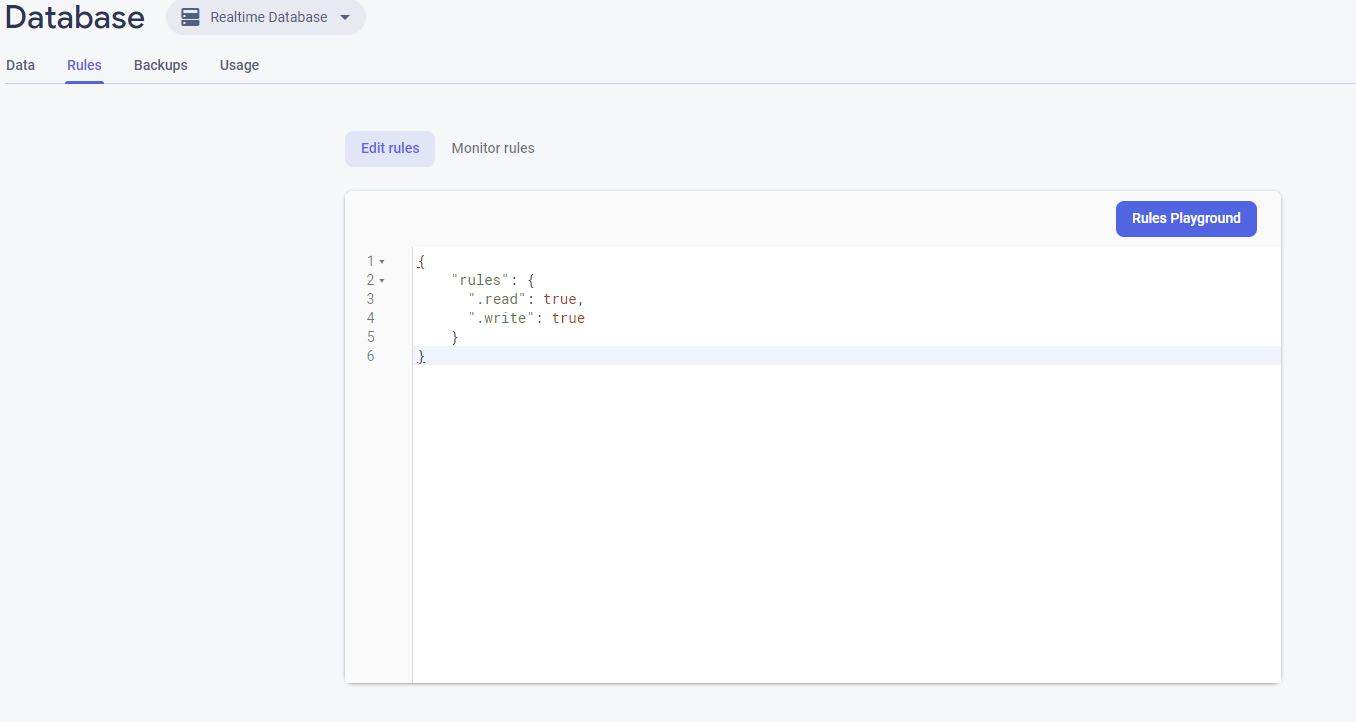 Database Realtime Database
Data Rules Backups Usage
Edit rules Monitor rules
Rules Playground
1 {
2 "rules": {
3 ".read": true,
4 ".write": true
5 }
6 }